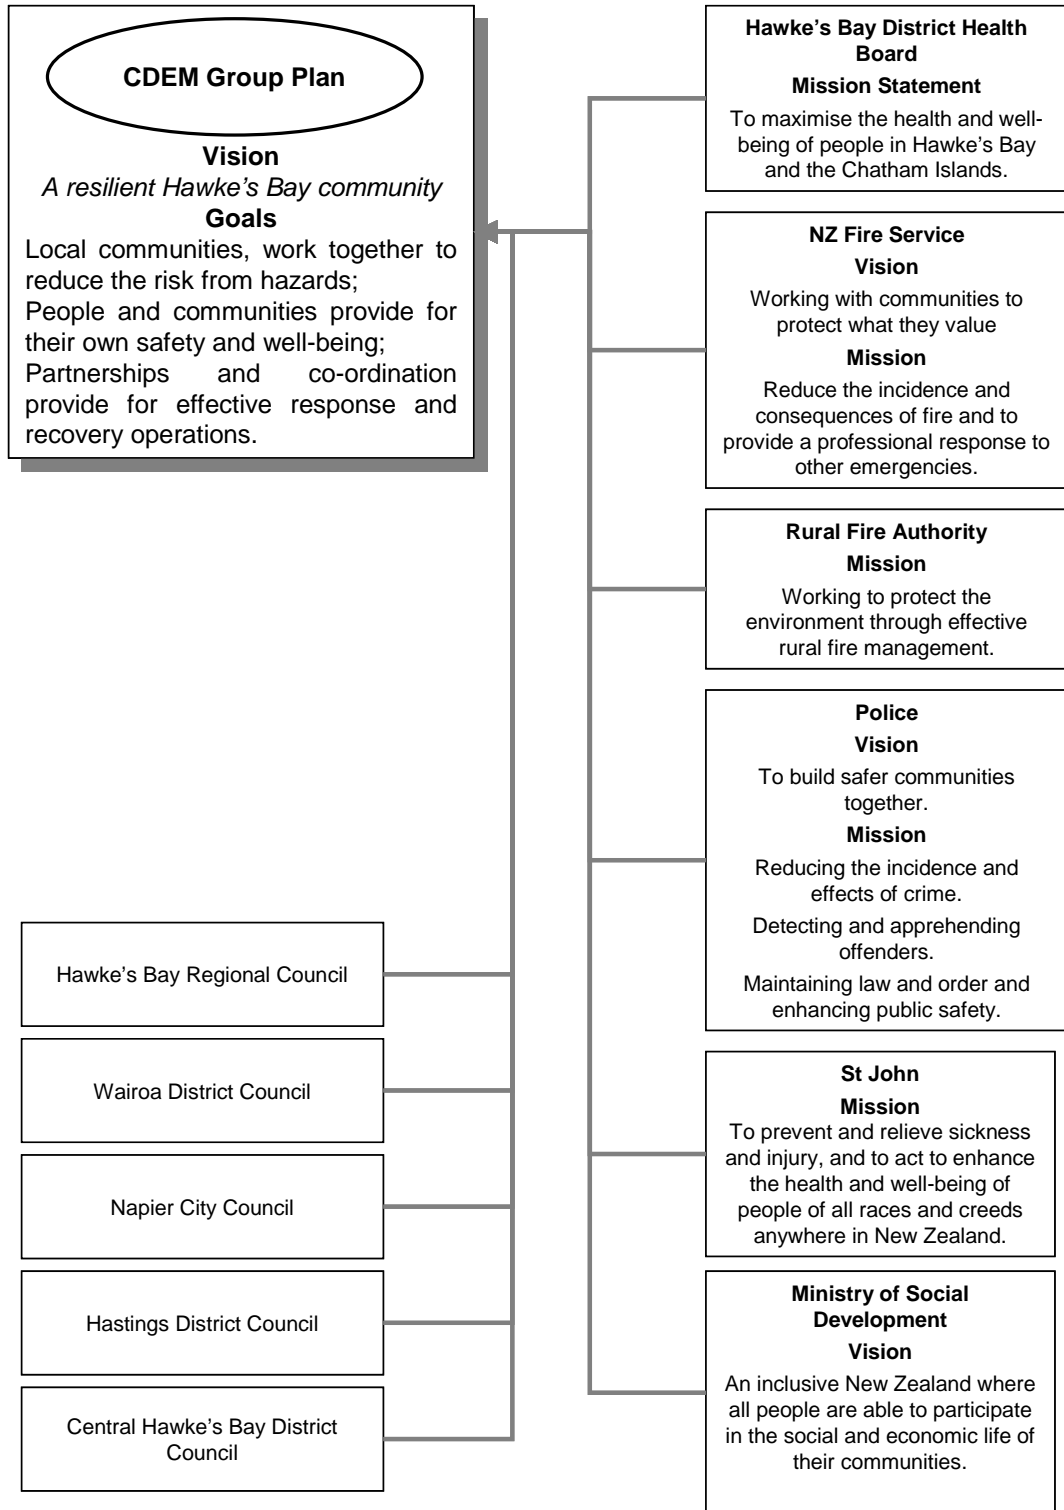 CDEM Group Plan
Vision
A resilient Hawke's Bay community
Goals
Local communities, work together to
reduce the risk from hazards;
People and communities provide for
their own safety and well-being;
Partnerships and co-ordination
provide for effective response and
recovery operations.
Hawke's Bay Regional Council
Wairoa District Council
Napier City Council
Hastings District Council
Central Hawke's Bay District
Council
Hawke's Bay District Health
Board
Mission Statement
To maximise the health and well-
being of people in Hawke's Bay
and the Chatham Islands.
NZ Fire Service
Vision
Working with communities to
protect what they value
Mission
Reduce the incidence and
consequences of fire and to
provide a professional response to
other emergencies.
Rural Fire Authority
Mission
Working to protect the
environment through effective
rural fire management.
Police
Vision
To build safer communities
together.
Mission
Reducing the incidence and
effects of crime.
Detecting and apprehending
offenders.
Maintaining law and order and
enhancing public safety.
St John
Mission
To prevent and relieve sickness
and injury, and to act to enhance
the health and well-being of
people of all races and creeds
anywhere in New Zealand.
Ministry of Social
Development
Vision
An inclusive New Zealand where
all people are able to participate
in the social and economic life of
their communities.